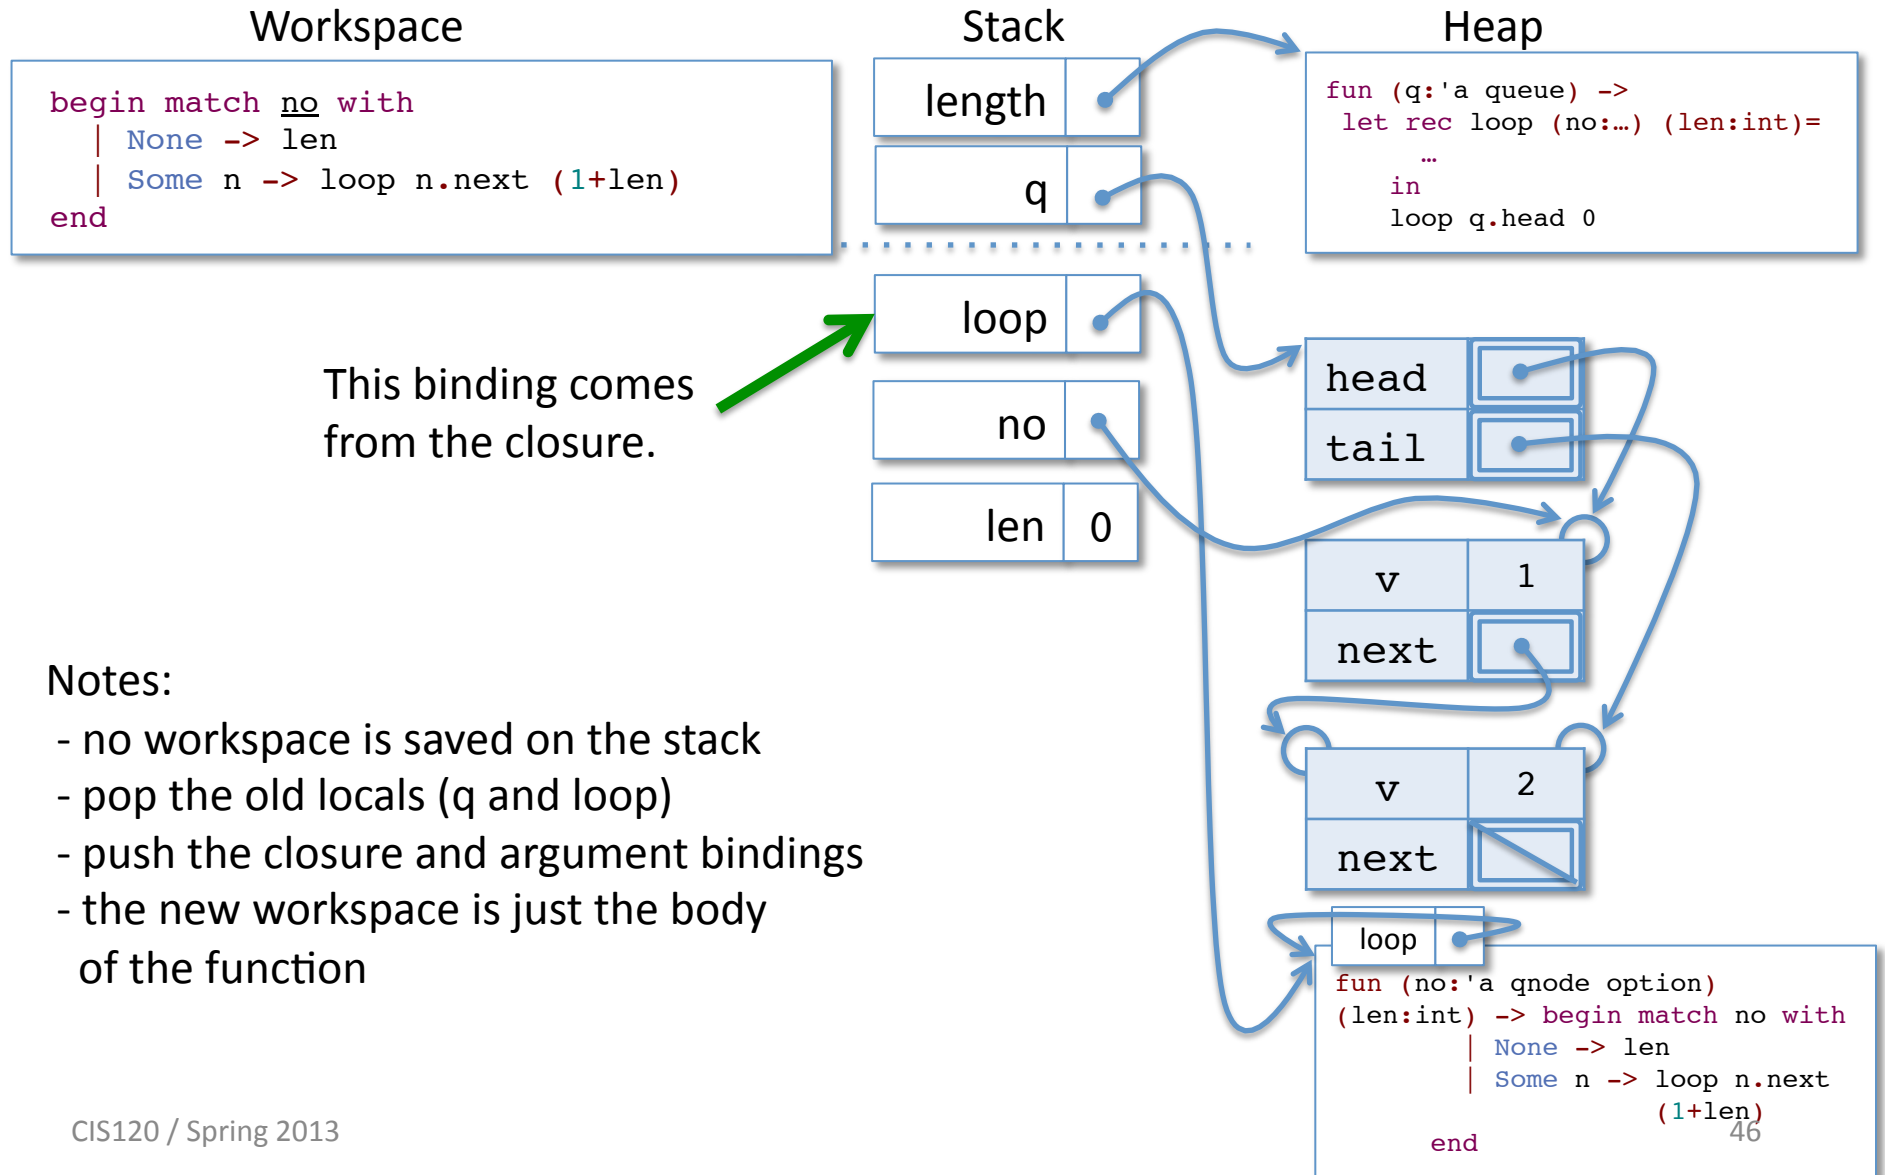 Workspace
begin match no with
| None -> len
| Some n -> loop n.next (1+len)
end
Stack
length
q
loop
no
len 0
This binding comes
from the closure.
Heap
fun (q:'a queue) ->
let rec loop (no:…) (len:int)=
…
in
loop q.head 0
head
tail
v 1
next
v 2
next
loop
fun (no:'a qnode option)
(len:int) -> begin match no with
| None -> len
| Some n -> loop n.next
(1+len)
end
Notes:
- no workspace is saved on the stack
- pop the old locals (q and loop)
- push the closure and argument bindings
- the new workspace is just the body
of the function
CIS120 / Spring 2013
46